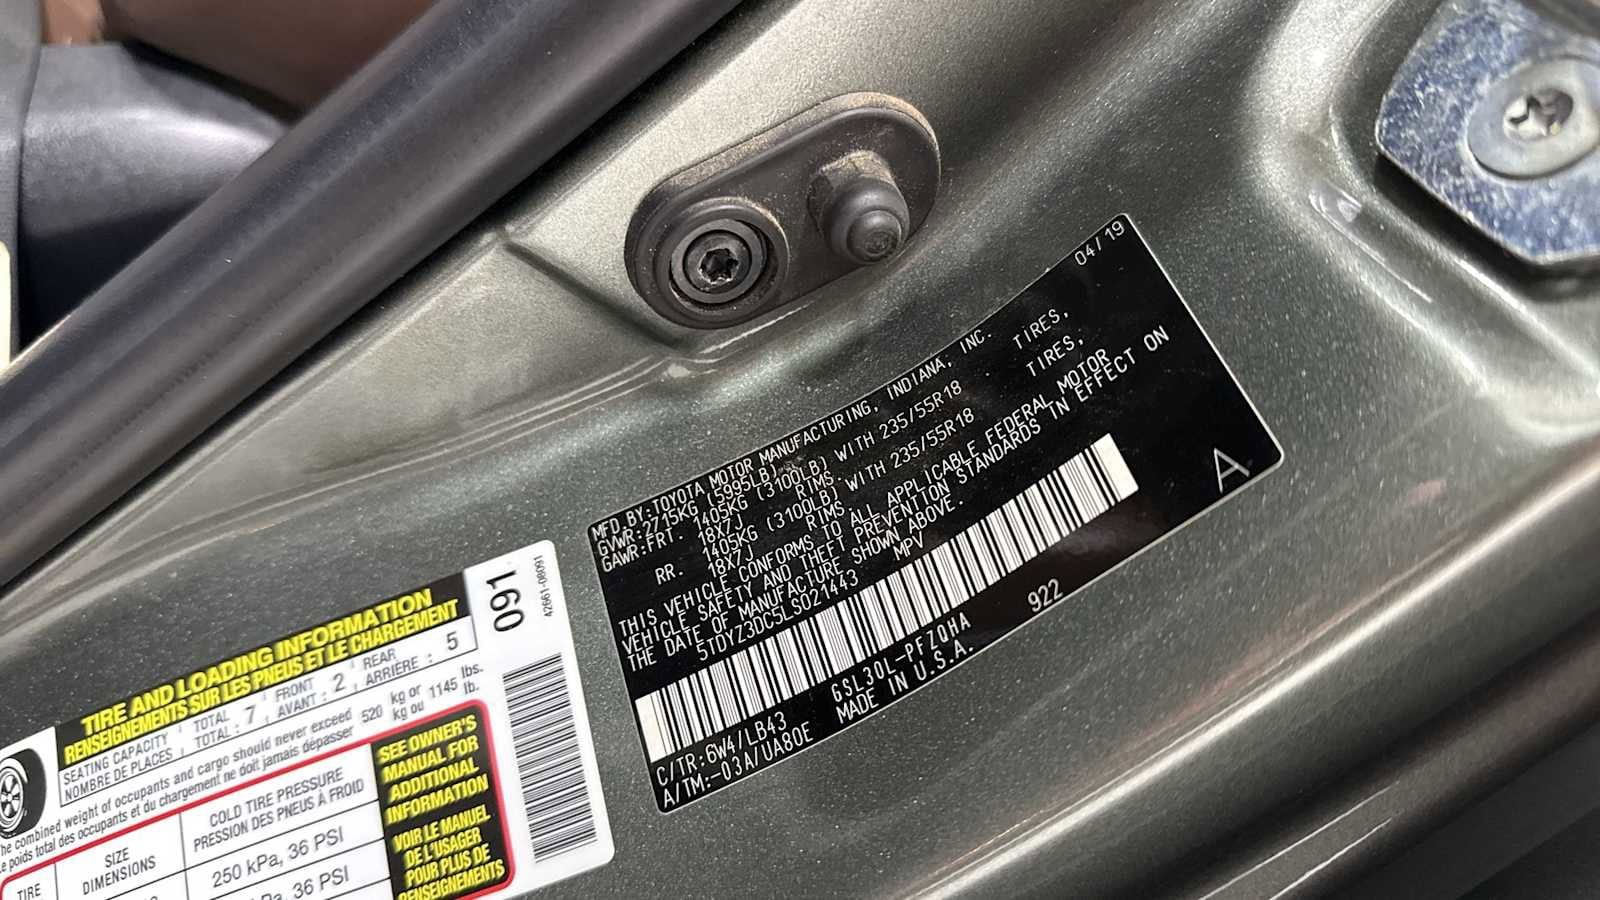 04/19
MFD.BY:TOYOTA MOTOR MANUFACTURING, INDIANA, INC.
GVWR:2715KG (5995LB)
GAWR:FRT. 1405KG (3100LB) WITH 235/55R18 TIRES,
18X7J RIMS.
RR. 1405KG (3100LB) WITH 235/55R18 TIRES,
18X7J RIMS
THIS VEHICLE CONFORMS TO ALL APPLICABLE FEDERAL MOTOR
VEHICLE SAFETY AND THEFT PREVENTION STANDARDS IN EFFECT ON
THE DATE OF MANUFACTURE SHOWN ABOVE.
5TDYZ3DC5LS021443 MPV
A
C/TR:6W4/LB43 6SL30L-PFZQHA 922
A/TM:-03A/UA80E MADE IN U.S.A.
091
42661-08091
TIRE AND LOADING INFORMATION
RENSEIGNEMENTS SUR LES PNEUS ET LE CHARGEMENT
SEATING CAPACITY TOTAL FRONT REAR
NOMBRE DE PLACES TOTAL : 7 AVANT : 2 ARRIÈRE : 5
The combined weight of occupants and cargo should never exceed 520 kg or 1145 lbs.
Le poids total des occupants et du chargement ne doit jamais dépasser kg ou lb.
TIRE
SIZE
DIMENSIONS
COLD TIRE PRESSURE
PRESSION DES PNEUS À FROID
250 kPa, 36 PSI
36 PSI
SEE OWNER'S
MANUAL FOR
ADDITIONAL
INFORMATION
VOIR LE MANUEL
DE L'USAGER
POUR PLUS DE
RENSEIGNEMENTS